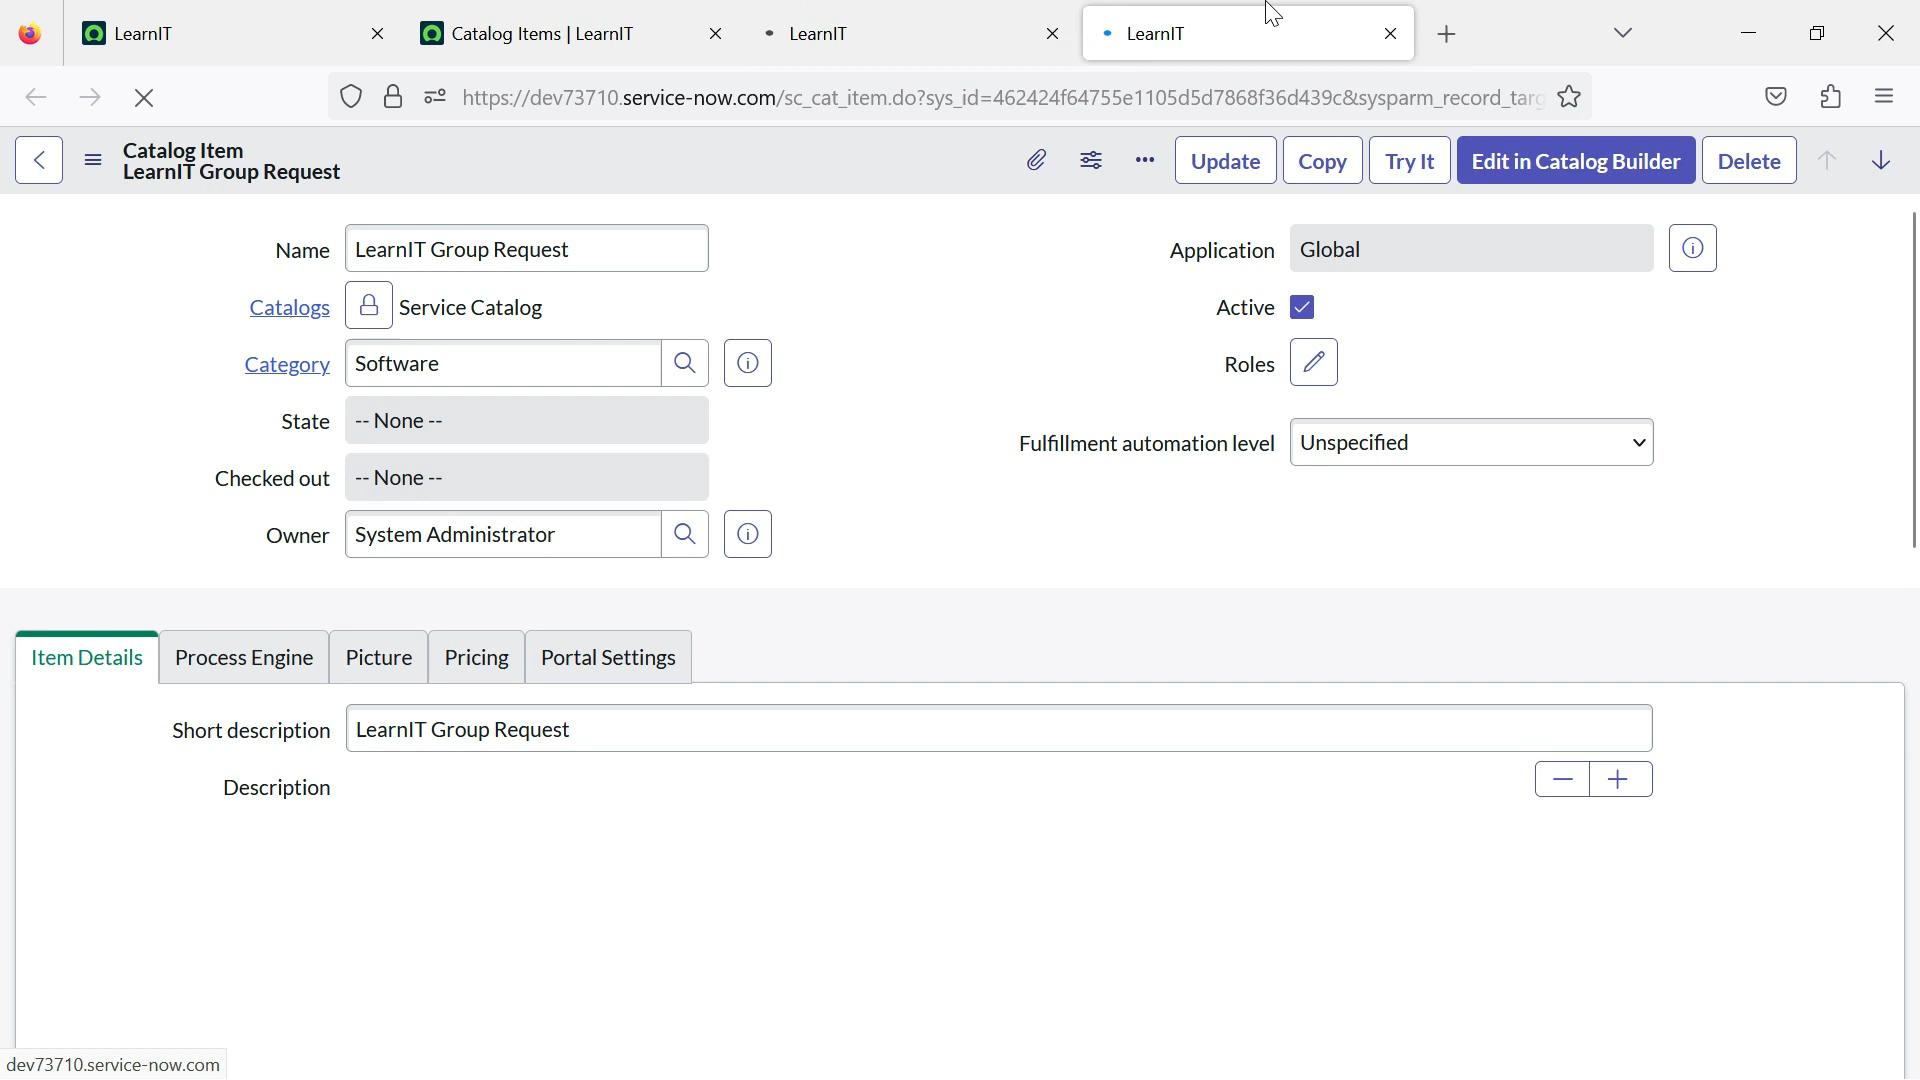 LearnIT
Catalog Items | LearnIT
LearnIT
LearnIT
https://dev73710.service-now.com/sc_cat_item.do?sys_id=462424f64755e1105d5d7868f36d439c&sysparm_record_targ
Catalog Item
LearnIT Group Request
Update
Copy
Try It
Edit in Catalog Builder
Delete
Name LearnIT Group Request
Application Global
Catalogs Service Catalog
Active
Category Software
Roles
State -- None --
Fulfillment automation level Unspecified
Checked out -- None --
Owner System Administrator
Item Details
Process Engine
Picture
Pricing
Portal Settings
Short description LearnIT Group Request
Description
dev73710.service-now.com